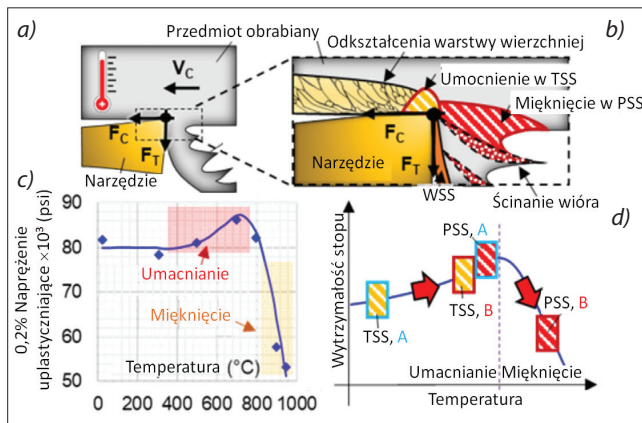 a)
Przedmiot obrabiany
V_C
F_C
F_T
Narzędzie
b)
Odkształcenia warstwy wierzchniej
Umocnienie w TSS
Mięknięcie w PSS
F_C
F_T
Narzędzie
WSS
Ścinanie wióra
c)
0,2% Naprężenie
uplastyczniające ×10³ (psi)
90
80
70
60
50
Umacnianie
Mięknięcie
Temperatura (°C)
0 200 400 600 800 1000
d)
Wytrzymałość stopu
PSS, A
TSS, A
TSS, B
PSS, B
Umacnianie Mięknięcie
Temperatura